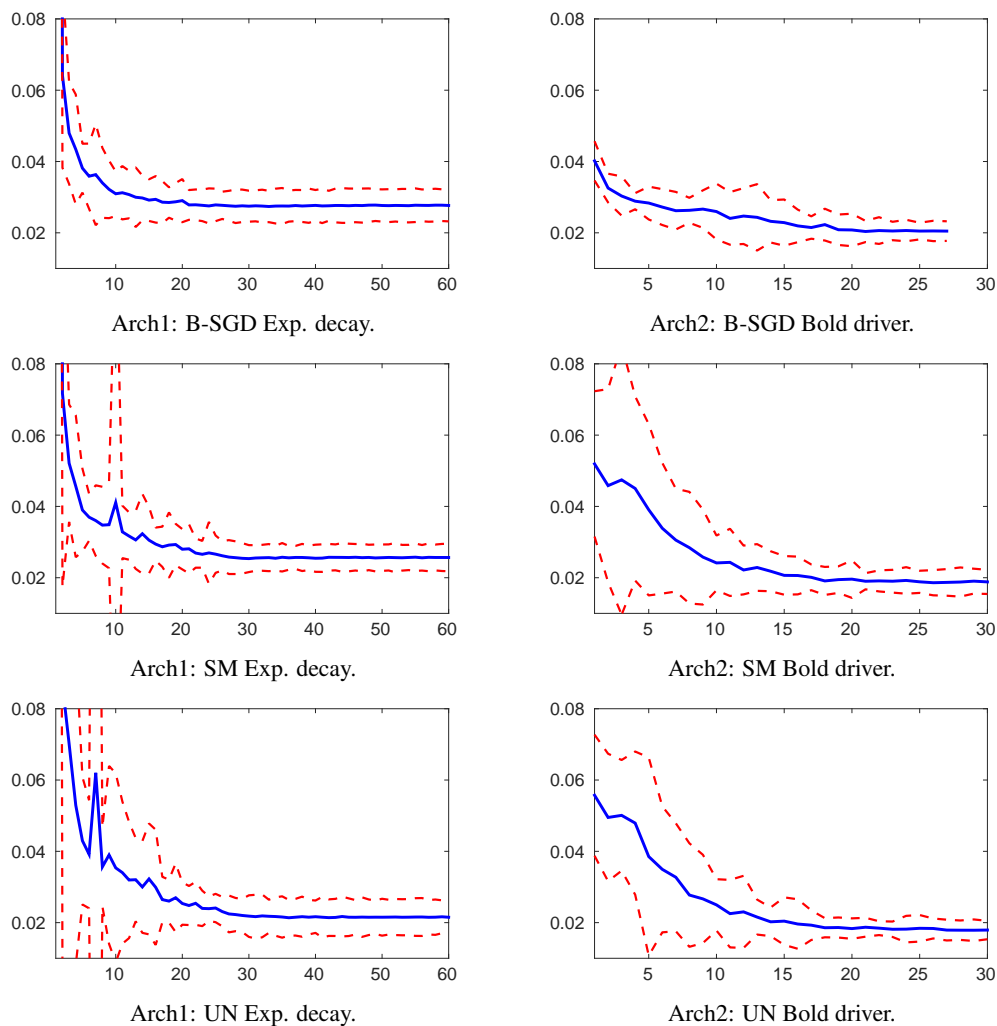 0.08
0.08
0.06
0.06
0.04
0.04
0.02
0.02
10 20 30 40 50 60
5 10 15 20 25 30
Arch1: B-SGD Exp. decay.
Arch2: B-SGD Bold driver.
0.08
0.08
0.06
0.06
0.04
0.04
0.02
0.02
10 20 30 40 50 60
5 10 15 20 25 30
Arch1: SM Exp. decay.
Arch2: SM Bold driver.
0.08
0.08
0.06
0.06
0.04
0.04
0.02
0.02
10 20 30 40 50 60
5 10 15 20 25 30
Arch1: UN Exp. decay.
Arch2: UN Bold driver.